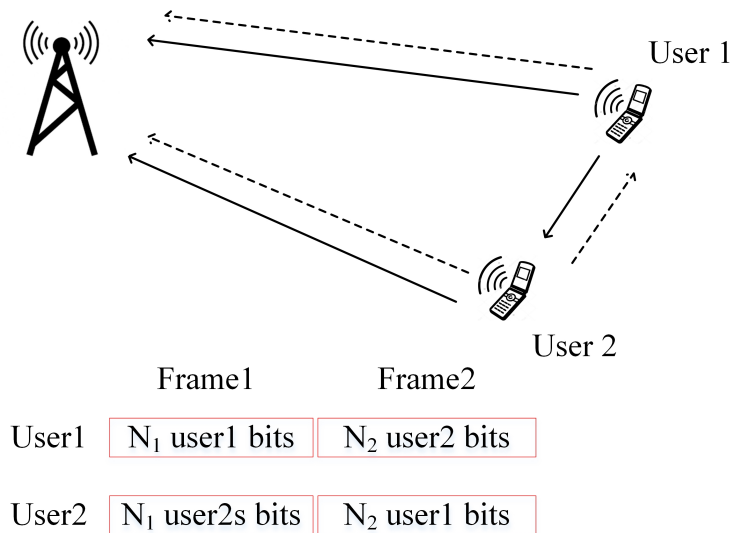 User 1
User 2
Frame1 Frame2
User1 N₁ user1 bits N₂ user2 bits
User2 N₁ user2s bits N₂ user1 bits